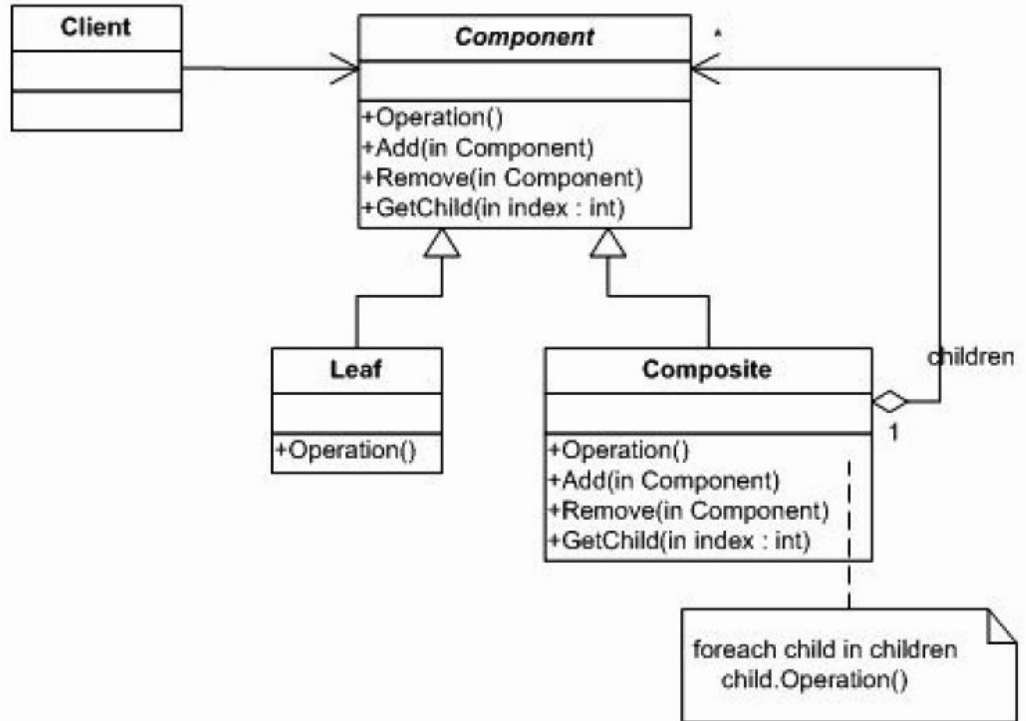 Client
Component
*
+Operation()
+Add(in Component)
+Remove(in Component)
+GetChild(in index : int)
children
Leaf
+Operation()
Composite
1
+Operation()
+Add(in Component)
+Remove(in Component)
+GetChild(in index : int)
foreach child in children
child.Operation()